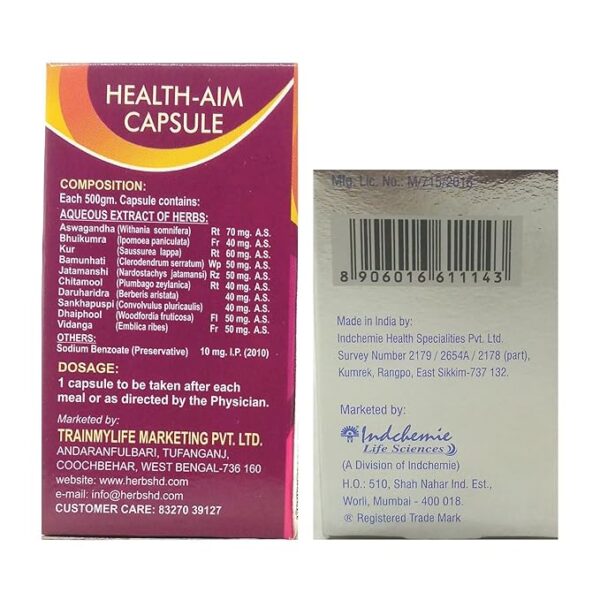 HEALTH-AIM
CAPSULE
COMPOSITION:
Each 500gm. Capsule contains:
AQUEOUS EXTRACT OF HERBS:
Aswagandha (Withania somnifera) Rt 70 mg. A.S.
Bhuikumra (Ipomoea paniculata) Fr 40 mg. A.S.
Kur (Saussurea lappa) Rt 60 mg. A.S.
Bamunhati (Clerodendrum serratum) Wp 50 mg. A.S.
Jatamanshi (Nardostachys jatamansi) Rz 50 mg. A.S.
Chitamool (Plumbago zeylanica) Rt 40 mg. A.S.
Daruharidra (Berberis aristata) 40 mg. A.S.
Sankhapuspi (Convolvulus pluricaulis) 40 mg. A.S.
Dhaiphool (Woodfordia fruticosa) Fl 50 mg. A.S.
Vidanga (Emblica ribes) Fr 50 mg. A.S.
OTHERS:
Sodium Benzoate (Preservative) 10 mg. I.P. (2010)
DOSAGE:
1 capsule to be taken after each
meal or as directed by the Physician.
Marketed by:
TRAINMYLIFE MARKETING PVT. LTD.
ANDARANFULBARI, TUFANGANJ,
COOCHBEHAR, WEST BENGAL-736 160
website: www.herbshd.com
e-mail: info@herbshd.com
CUSTOMER CARE: 83270 39127
Mfg. Lic. No.: M/715/2016
8 906016 611143
Made in India by:
Indchemie Health Specialities Pvt. Ltd.
Survey Number 2179 / 2654A / 2178 (part),
Kumrek, Rangpo, East Sikkim-737 132.
Marketed by:
Indchemie
Life Sciences
(A Division of Indchemie)
H.O.: 510, Shah Nahar Ind. Est.,
Worli, Mumbai - 400 018.
® Registered Trade Mark